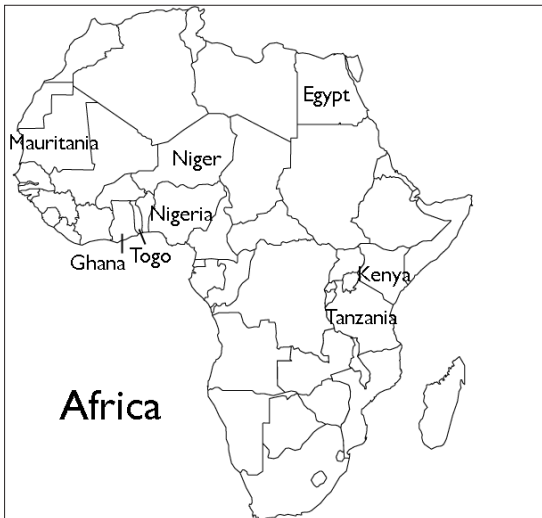 Egypt
Mauritania
Niger
Nigeria
Ghana
Togo
Kenya
Tanzania
Africa